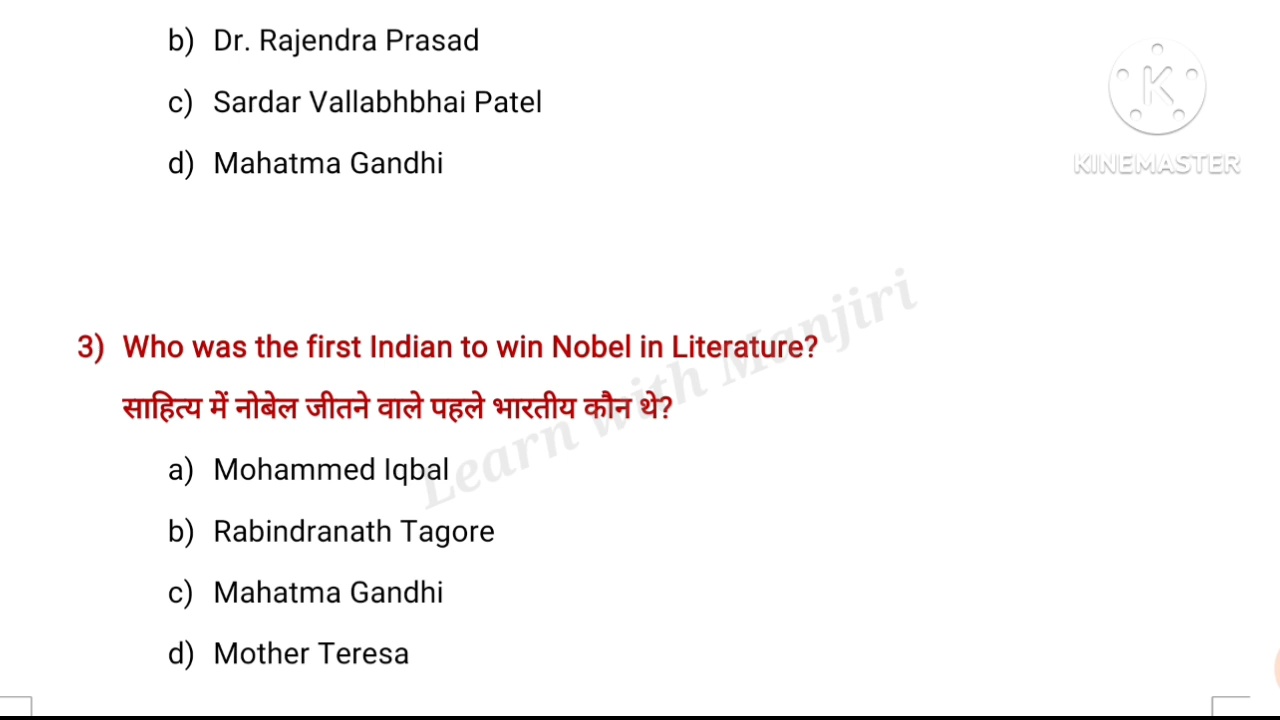 b) Dr. Rajendra Prasad
c) Sardar Vallabhbhai Patel
d) Mahatma Gandhi
K
KINEMASTER
3) Who was the first Indian to win Nobel in Literature?
साहित्य में नोबेल जीतने वाले पहले भारतीय कौन थे?
Learn with Manjiri
a) Mohammed Iqbal
b) Rabindranath Tagore
c) Mahatma Gandhi
d) Mother Teresa